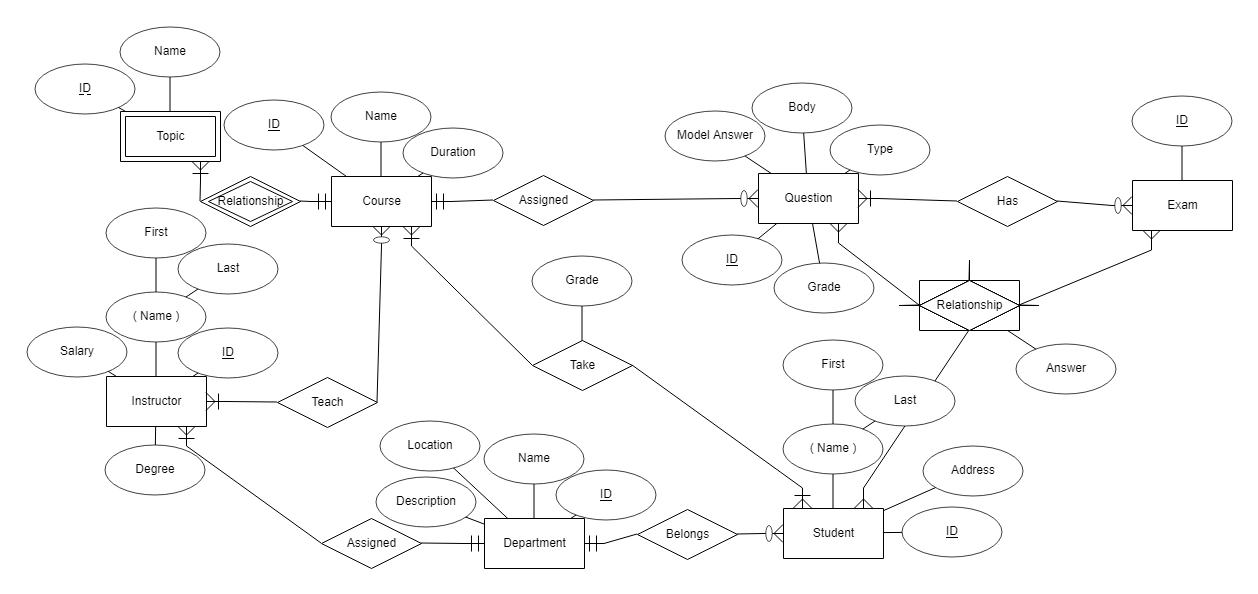 Name
ID
Topic
Relationship
ID
Name
Duration
Course
Assigned
Model Answer
Body
Type
Question
ID
Grade
Has
ID
Exam
Relationship
Answer
First
Last
( Name )
Salary
ID
Instructor
Degree
Teach
Grade
Take
First
Last
( Name )
Address
ID
Student
Location
Name
Description
ID
Department
Assigned
Belongs